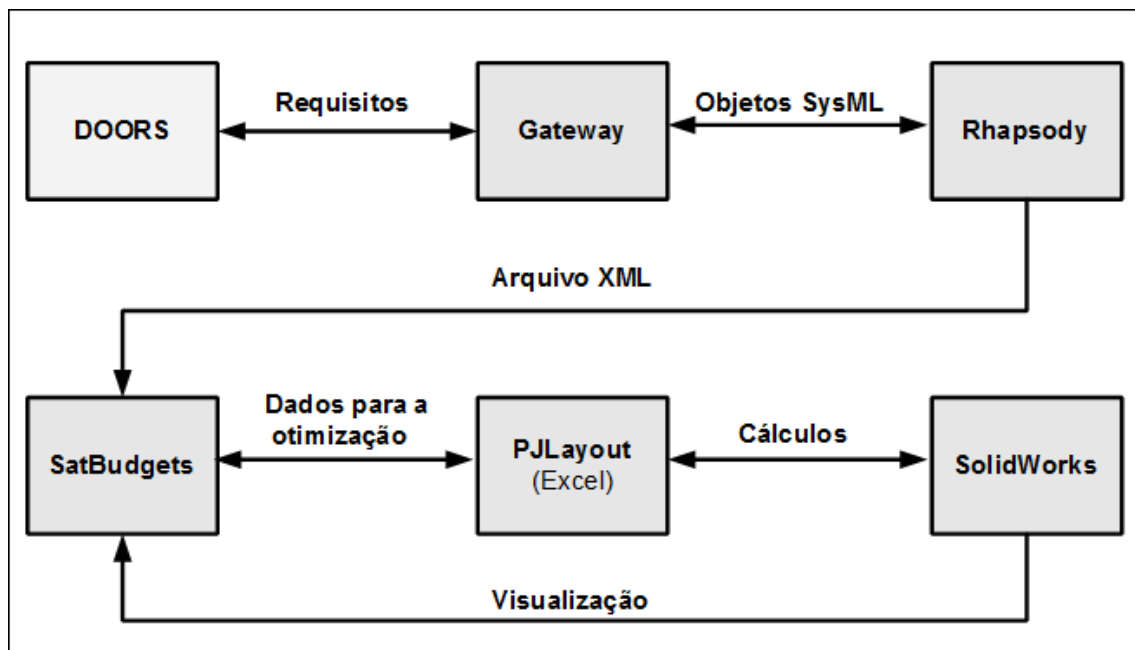 DOORS
Requisitos
Gateway
Objetos SysML
Rhapsody
Arquivo XML
SatBudgets
Dados para a
otimização
PJLayout
(Excel)
Cálculos
SolidWorks
Visualização